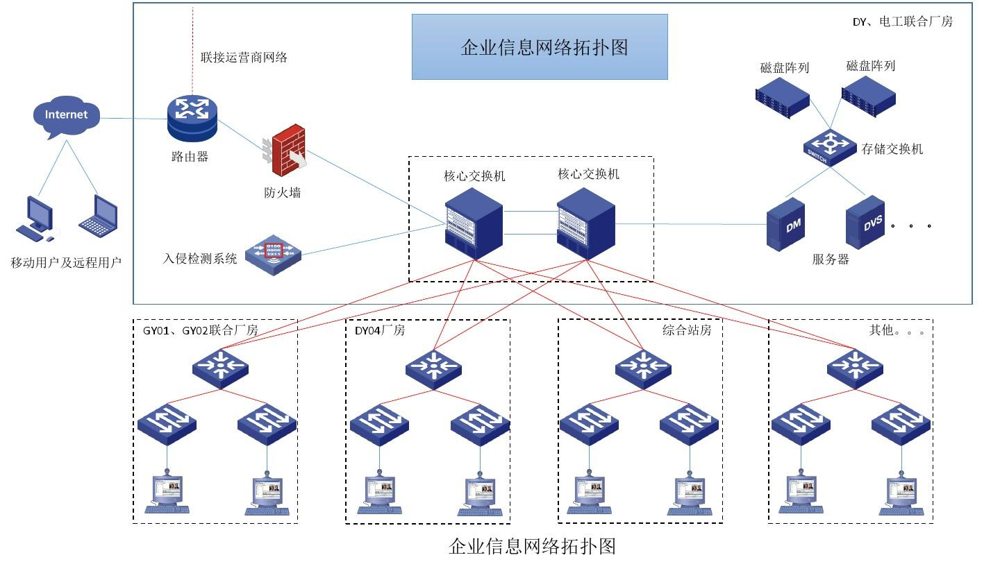 DY、电工联合厂房
企业信息网络拓扑图
联接运营商网络
磁盘阵列
磁盘阵列
Internet
路由器
SWITCH
存储交换机
防火墙
核心交换机
核心交换机
DM
DVS
。。。
入侵检测系统
0100
0000
1011
移动用户及远程用户
服务器
GY01、GY02联合厂房
DY04厂房
综合站房
其他。。。
企业信息网络拓扑图